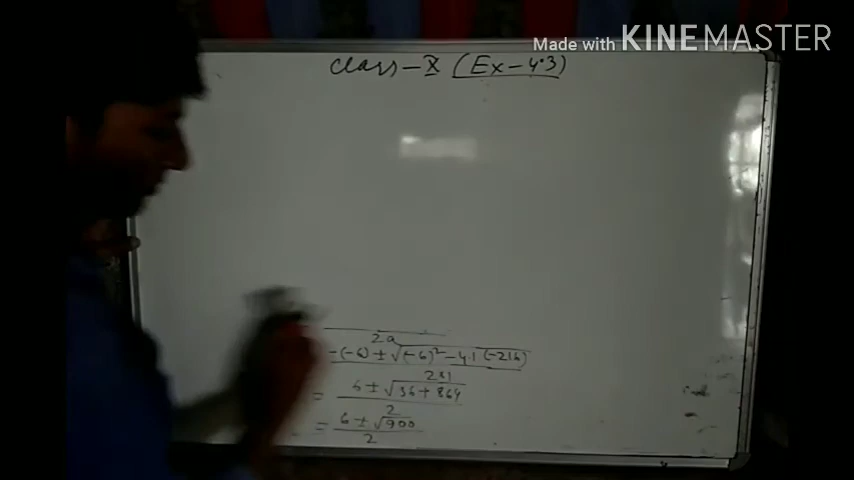 Made with KINEMASTER
Class - X (Ex - 4.3)
2a
-(-6) ± √(-6)² - 4.1 (-216)
2×1
= 6 ± √36 + 864
2
= 6 ± √900
2